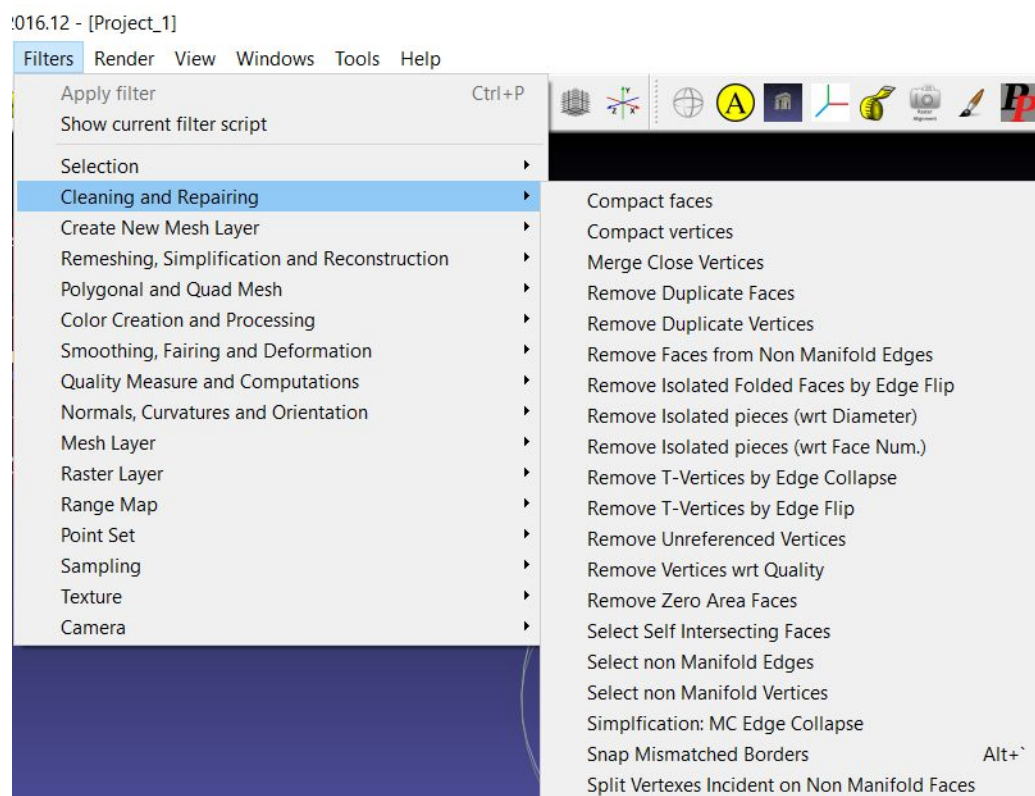 2016.12 - [Project_1]
Filters Render View Windows Tools Help
Apply filter Ctrl+P
Show current filter script
Selection
Cleaning and Repairing
Create New Mesh Layer
Remeshing, Simplification and Reconstruction
Polygonal and Quad Mesh
Color Creation and Processing
Smoothing, Fairing and Deformation
Quality Measure and Computations
Normals, Curvatures and Orientation
Mesh Layer
Raster Layer
Range Map
Point Set
Sampling
Texture
Camera
Compact faces
Compact vertices
Merge Close Vertices
Remove Duplicate Faces
Remove Duplicate Vertices
Remove Faces from Non Manifold Edges
Remove Isolated Folded Faces by Edge Flip
Remove Isolated pieces (wrt Diameter)
Remove Isolated pieces (wrt Face Num.)
Remove T-Vertices by Edge Collapse
Remove T-Vertices by Edge Flip
Remove Unreferenced Vertices
Remove Vertices wrt Quality
Remove Zero Area Faces
Select Self Intersecting Faces
Select non Manifold Edges
Select non Manifold Vertices
Simplfication: MC Edge Collapse
Snap Mismatched Borders Alt+`
Split Vertexes Incident on Non Manifold Faces
A